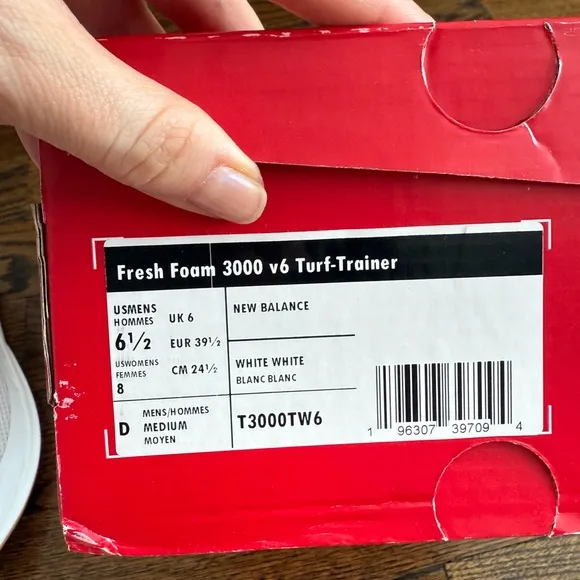 Fresh Foam 3000 v6 Turf-Trainer
USMENS
HOMMES
6½
UK 6
EUR 39½
USWOMENS
FEMMES
8
CM 24½
NEW BALANCE
WHITE WHITE
BLANC BLANC
D
MENS/HOMMES
MEDIUM
MOYEN
T3000TW6
1 96307 39709 4